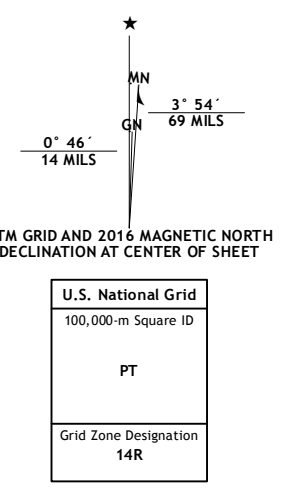 ★
MN
GN
3° 54´
69 MILS
0° 46´
14 MILS
TM GRID AND 2016 MAGNETIC NORTH
DECLINATION AT CENTER OF SHEET
U.S. National Grid
100,000-m Square ID
PT
Grid Zone Designation
14R